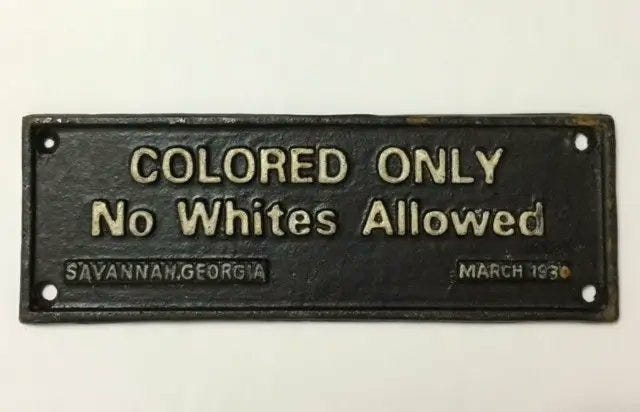 COLORED ONLY
No Whites Allowed
SAVANNAH, GEORGIA MARCH 1930